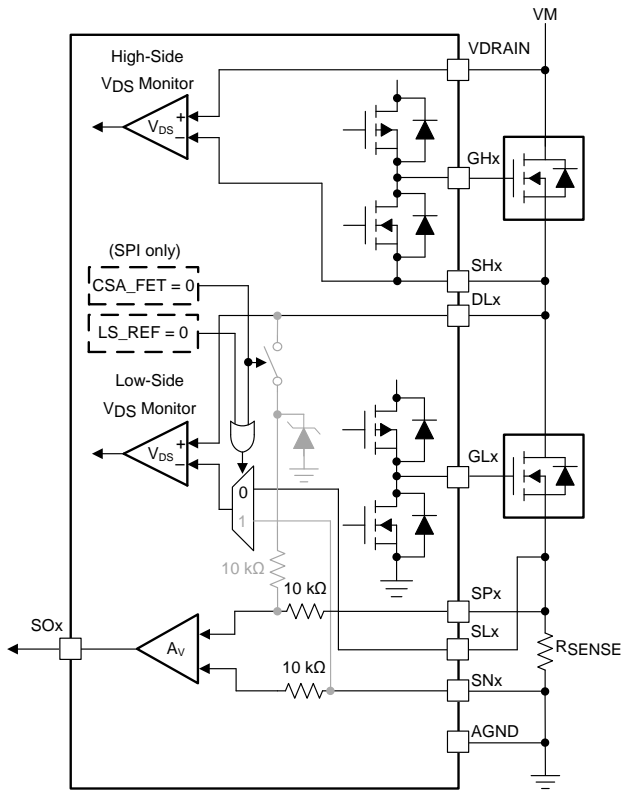 VM
High-Side
VDS Monitor
VDRAIN
+
VDS
−
GHx
(SPI only)
CSA_FET = 0
SHx
LS_REF = 0
DLx
Low-Side
VDS Monitor
+
VDS
−
GLx
0
1
10 kΩ
10 kΩ
SPx
SOx
AV
SLx
RSENSE
10 kΩ
SNx
AGND